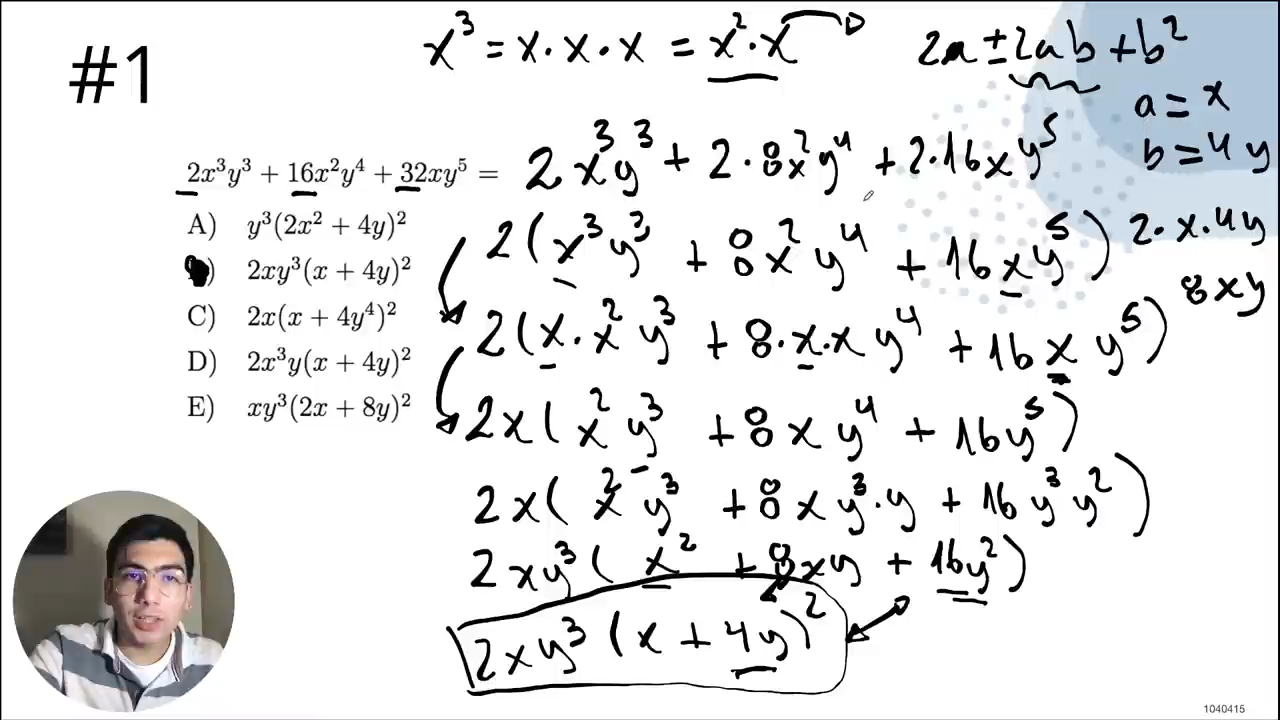 #1
x³ = x·x·x = x²·x
2a ± 2ab + b²
a = x
b = 4y
2x³y³ + 16x²y⁴ + 32xy⁵ = 2x³y³ + 2·8x²y⁴ + 2·16xy⁵
A) y³(2x² + 4y)²
2xy³(x + 4y)²
C) 2x(x + 4y⁴)²
D) 2x³y(x + 4y)²
E) xy³(2x + 8y)²
2(x³y³ + 8x²y⁴ + 16xy⁵)
2·x·4y
8xy
2(x·x²y³ + 8·x·xy⁴ + 16xy⁵)
2x(x²y³ + 8xy⁴ + 16y⁵)
2x(x²y³ + 8xy³·y + 16y³y²)
2xy³(x² + 8xy + 16y²)
2xy³(x + 4y)²
1040415